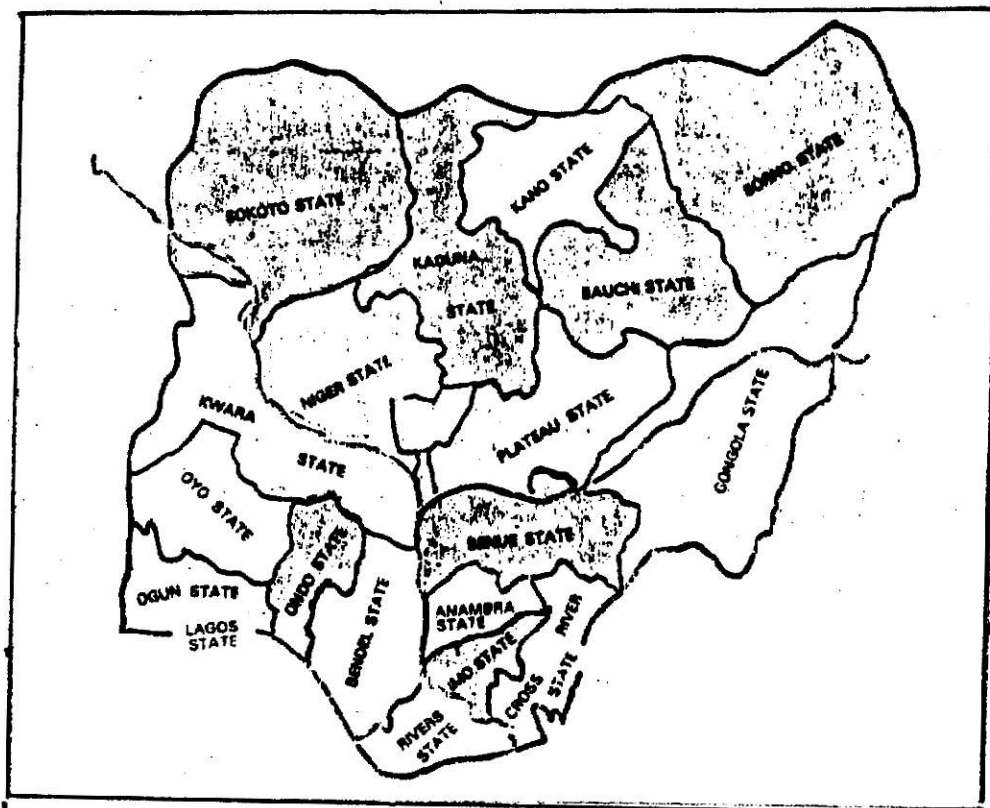 SOKOTO STATE
KANO STATE
BORNO STATE
KADUNA
STATE
BAUCHI STATE
NIGER STATE
KWARA
STATE
PLATEAU STATE
GONGOLA STATE
OYO STATE
BENUE STATE
OGUN STATE
ONDO STATE
LAGOS
STATE
BENDEL STATE
ANAMBRA
STATE
IMO STATE
CROSS RIVER
STATE
RIVERS
STATE